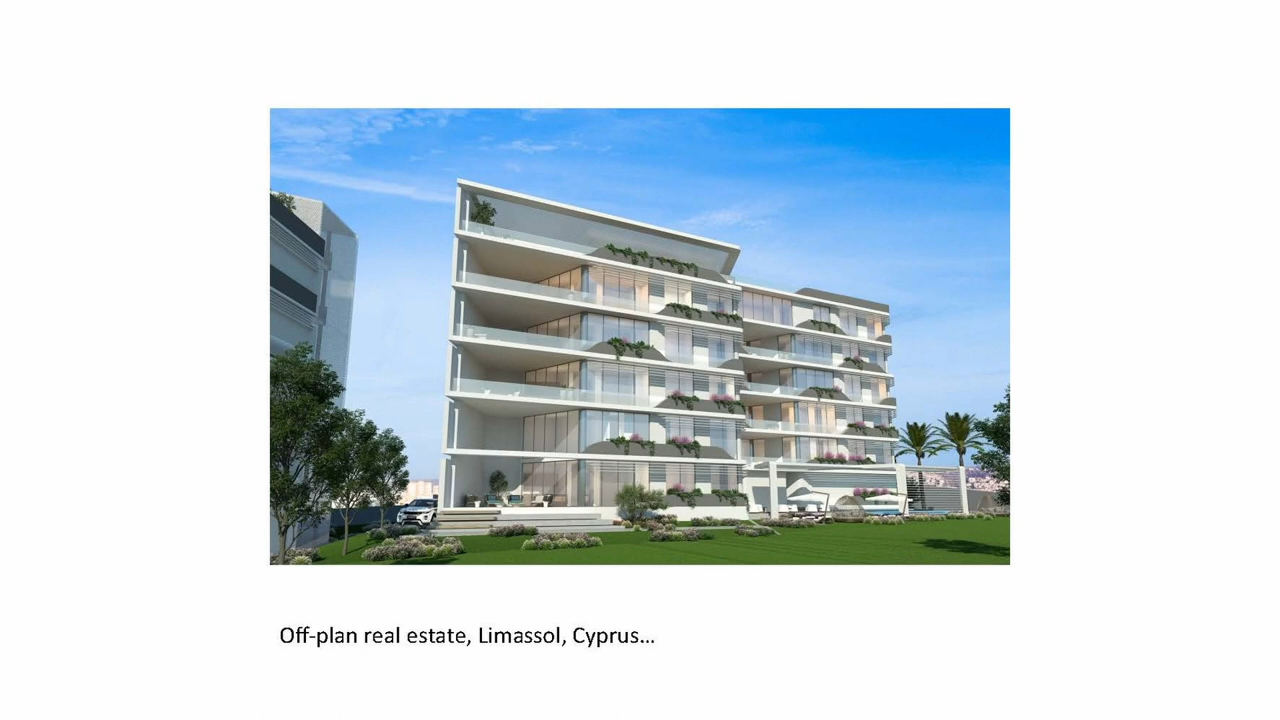 Off-plan real estate, Limassol, Cyprus…